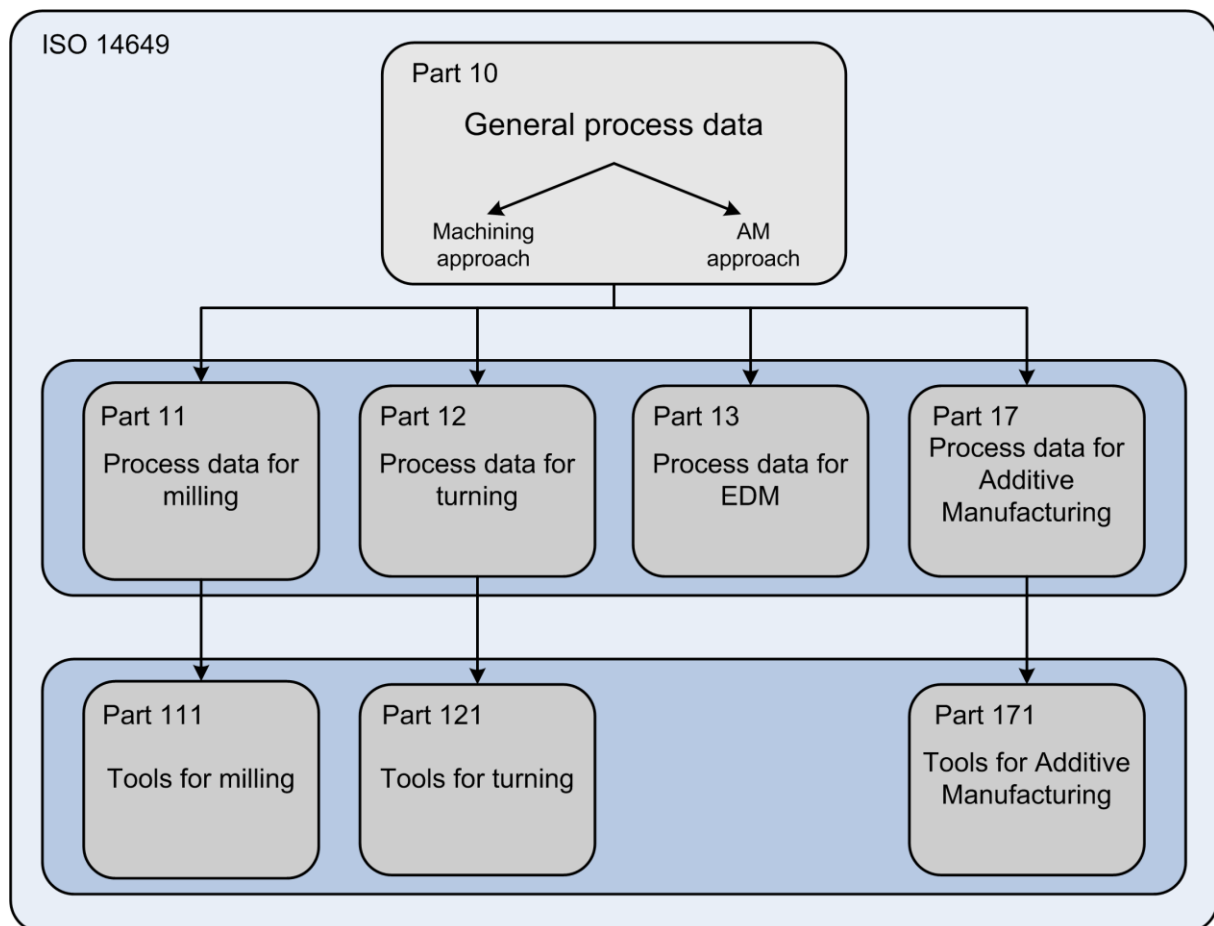 ISO 14649
Part 10
General process data
Machining
approach
AM
approach
Part 11
Process data for
milling
Part 12
Process data for
turning
Part 13
Process data for
EDM
Part 17
Process data for
Additive
Manufacturing
Part 111
Tools for milling
Part 121
Tools for turning
Part 171
Tools for Additive
Manufacturing